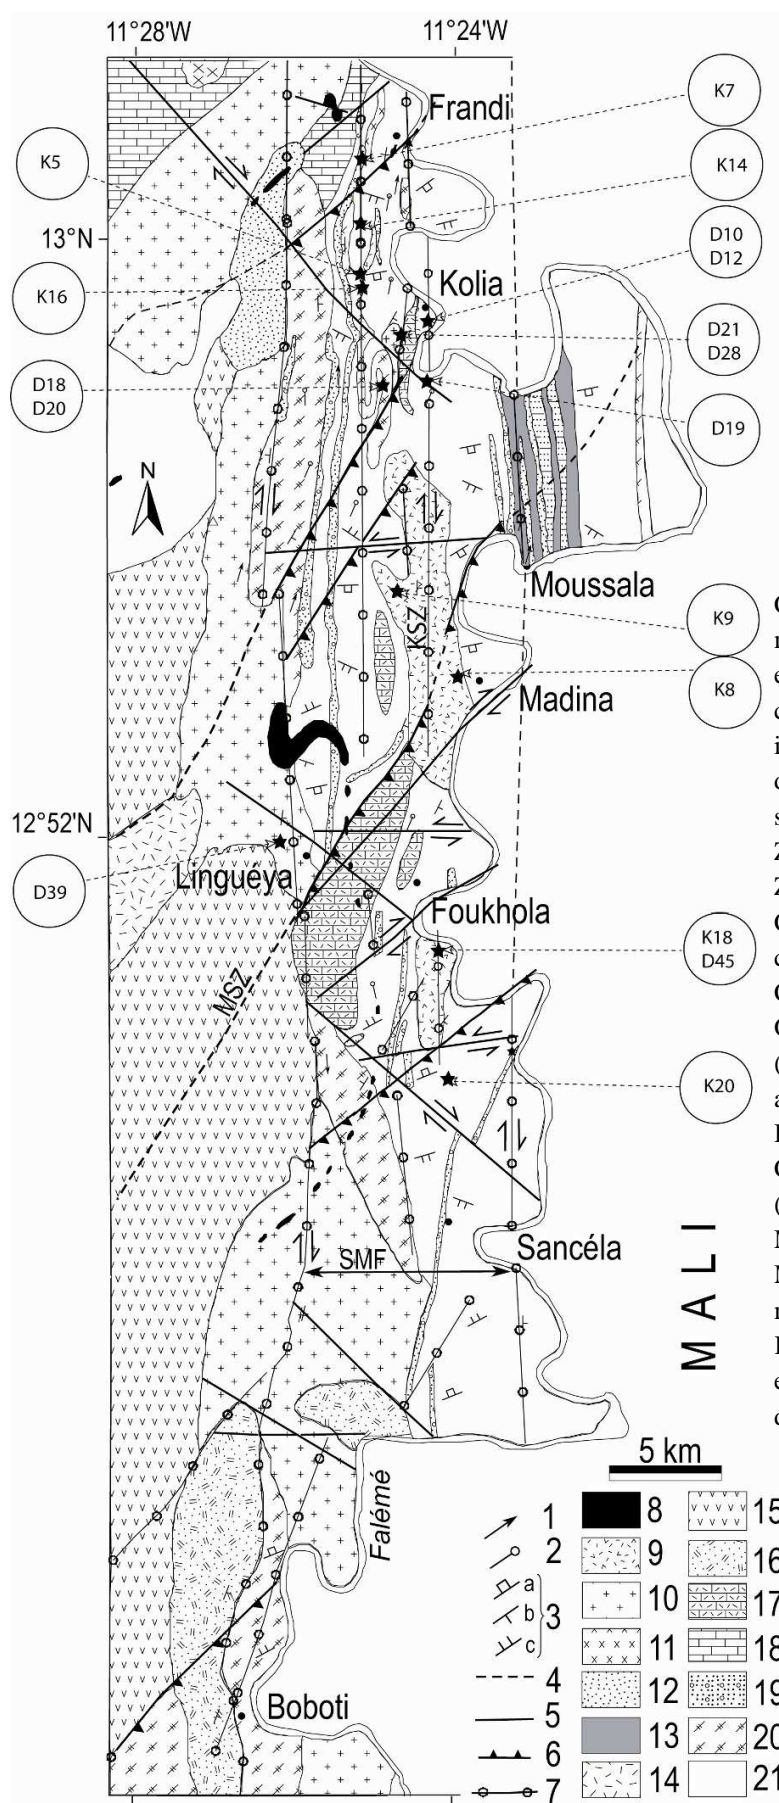 11°28'W
11°24'W
Frandi
K7
K5
K14
13°N
D10
D12
Kolia
K16
D21
D28
D18
D20
D19
N
Moussala
K9
KSZ
K8
Madina
12°52'N
Linguéya
D39
Foukhola
K18
D45
MSZ
K20
MALI
Sancéla
SMF
5 km
Falémé
Boboti
1
2
a
b
c
3
4
5
6
7
8
9
10
11
12
13
14
15
16
17
18
19
20
21